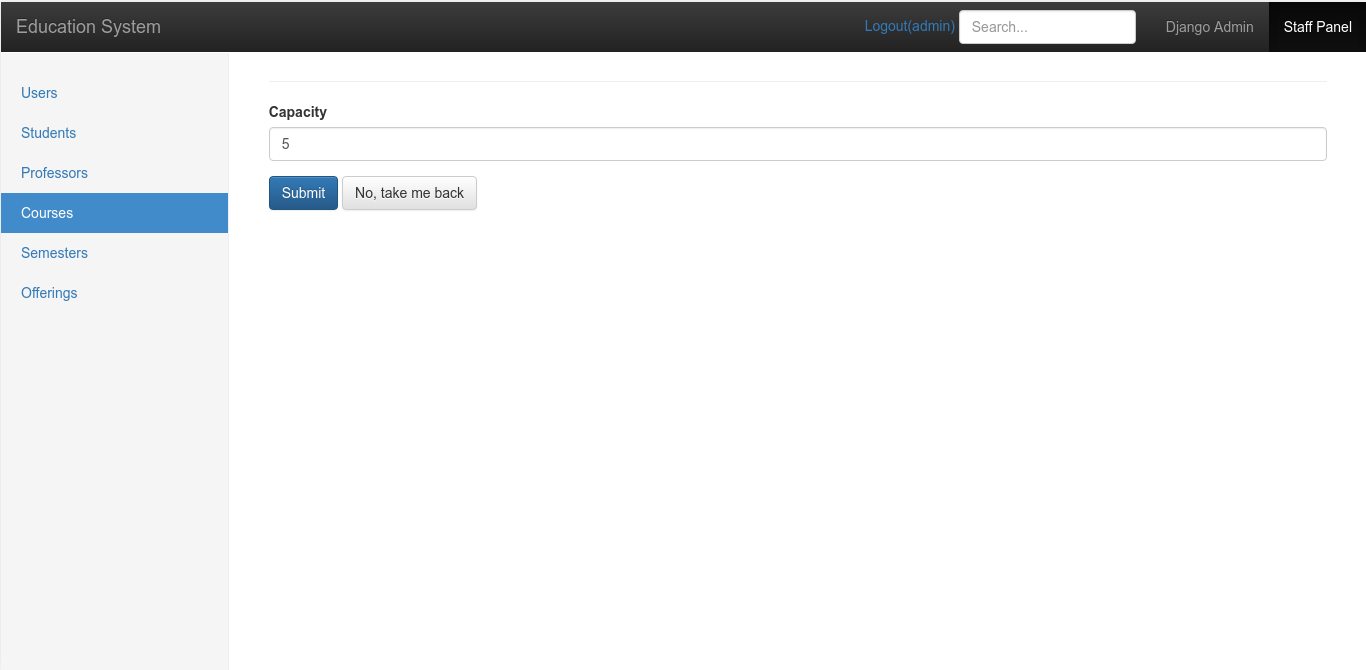 Education System
Logout(admin) Search... Django Admin Staff Panel
Users
Students
Professors
Courses
Semesters
Offerings
Capacity
5
Submit No, take me back